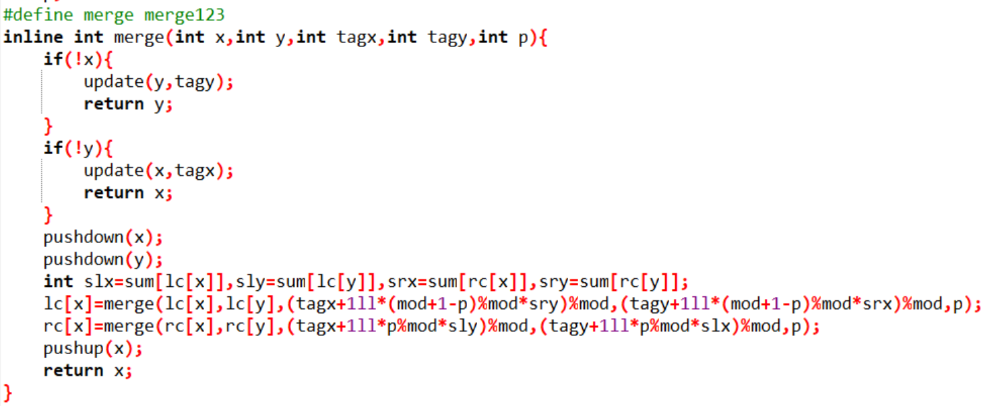 #define merge merge123
inline int merge(int x,int y,int tagx,int tagy,int p){
    if(!x){
        update(y,tagy);
        return y;
    }
    if(!y){
        update(x,tagx);
        return x;
    }
    pushdown(x);
    pushdown(y);
    int slx=sum[lc[x]],sly=sum[lc[y]],srx=sum[rc[x]],sry=sum[rc[y]];
    lc[x]=merge(lc[x],lc[y],(tagx+1ll*(mod+1-p)%mod*sry)%mod,(tagy+1ll*(mod+1-p)%mod*srx)%mod,p);
    rc[x]=merge(rc[x],rc[y],(tagx+1ll*p%mod*sly)%mod,(tagy+1ll*p%mod*slx)%mod,p);
    pushup(x);
    return x;
}